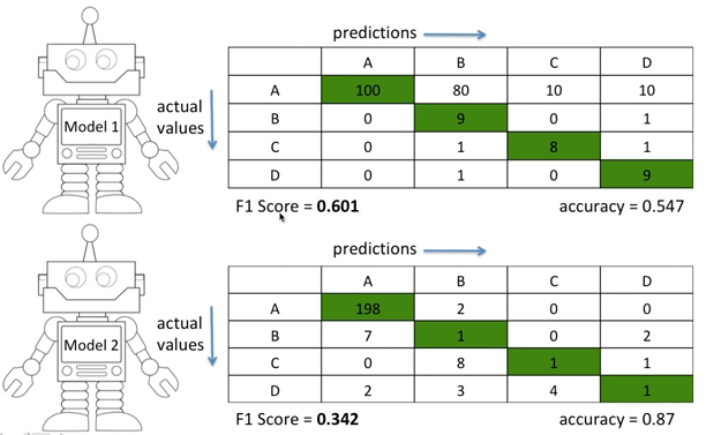 predictions
A B C D
actual values
Model 1
A 100 80 10 10
B 0 9 0 1
C 0 1 8 1
D 0 1 0 9
F1 Score = 0.601 accuracy = 0.547
predictions
A B C D
actual values
Model 2
A 198 2 0 0
B 7 1 0 2
C 0 8 1 1
D 2 3 4 1
F1 Score = 0.342 accuracy = 0.87